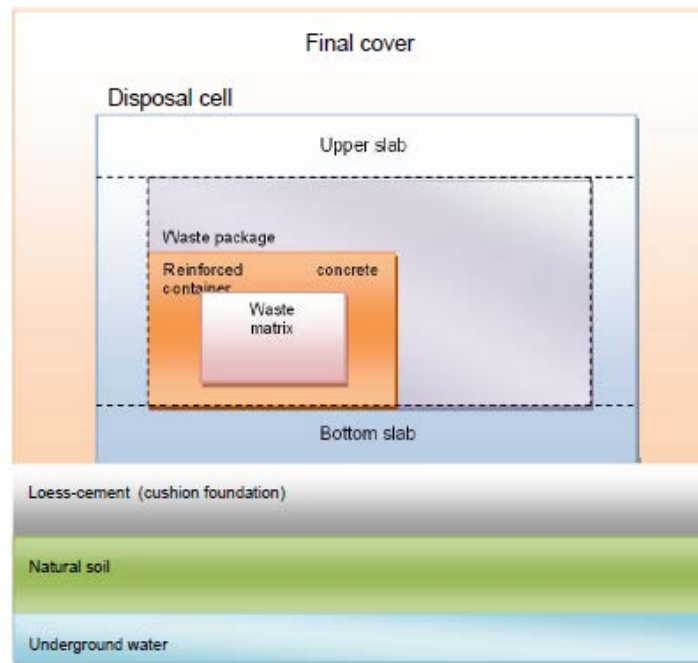 Final cover
Disposal cell
Upper slab
Waste package
Reinforced concrete
container
Waste
matrix
Bottom slab
Loess-cement (cushion foundation)
Natural soil
Underground water